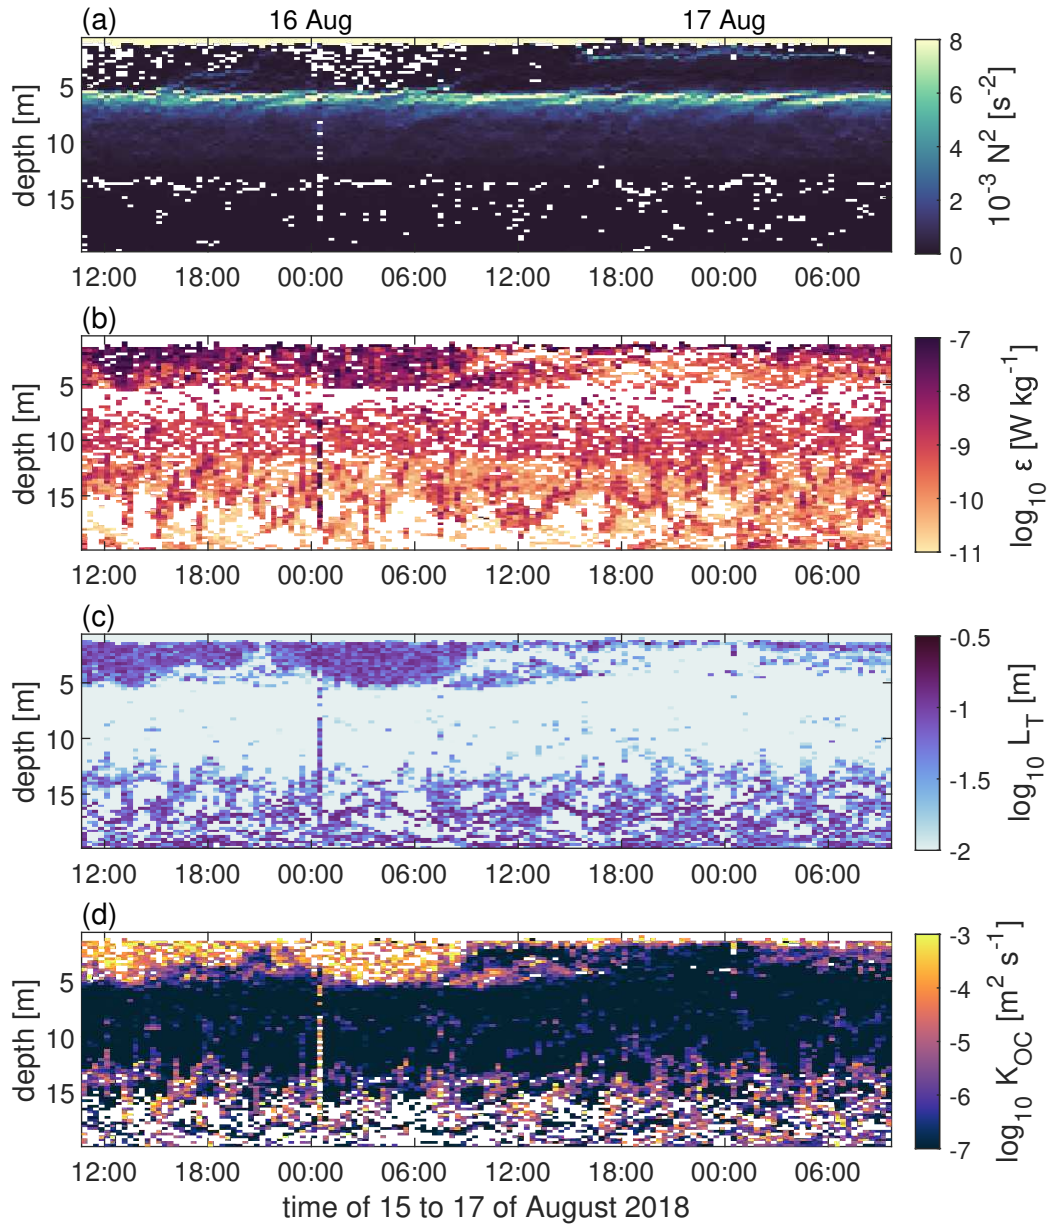 16 Aug 17 Aug
(a)
depth [m]
5
10
15
12:00 18:00 00:00 06:00 12:00 18:00 00:00 06:00
8
6
4
2
0
10⁻³ N² [s⁻²]
(b)
depth [m]
5
10
15
12:00 18:00 00:00 06:00 12:00 18:00 00:00 06:00
-7
-8
-9
-10
-11
log₁₀ ε [W kg⁻¹]
(c)
depth [m]
5
10
15
12:00 18:00 00:00 06:00 12:00 18:00 00:00 06:00
-0.5
-1
-1.5
-2
log₁₀ L_T [m]
(d)
depth [m]
5
10
15
12:00 18:00 00:00 06:00 12:00 18:00 00:00 06:00
-3
-4
-5
-6
-7
log₁₀ K_OC [m² s⁻¹]
time of 15 to 17 of August 2018